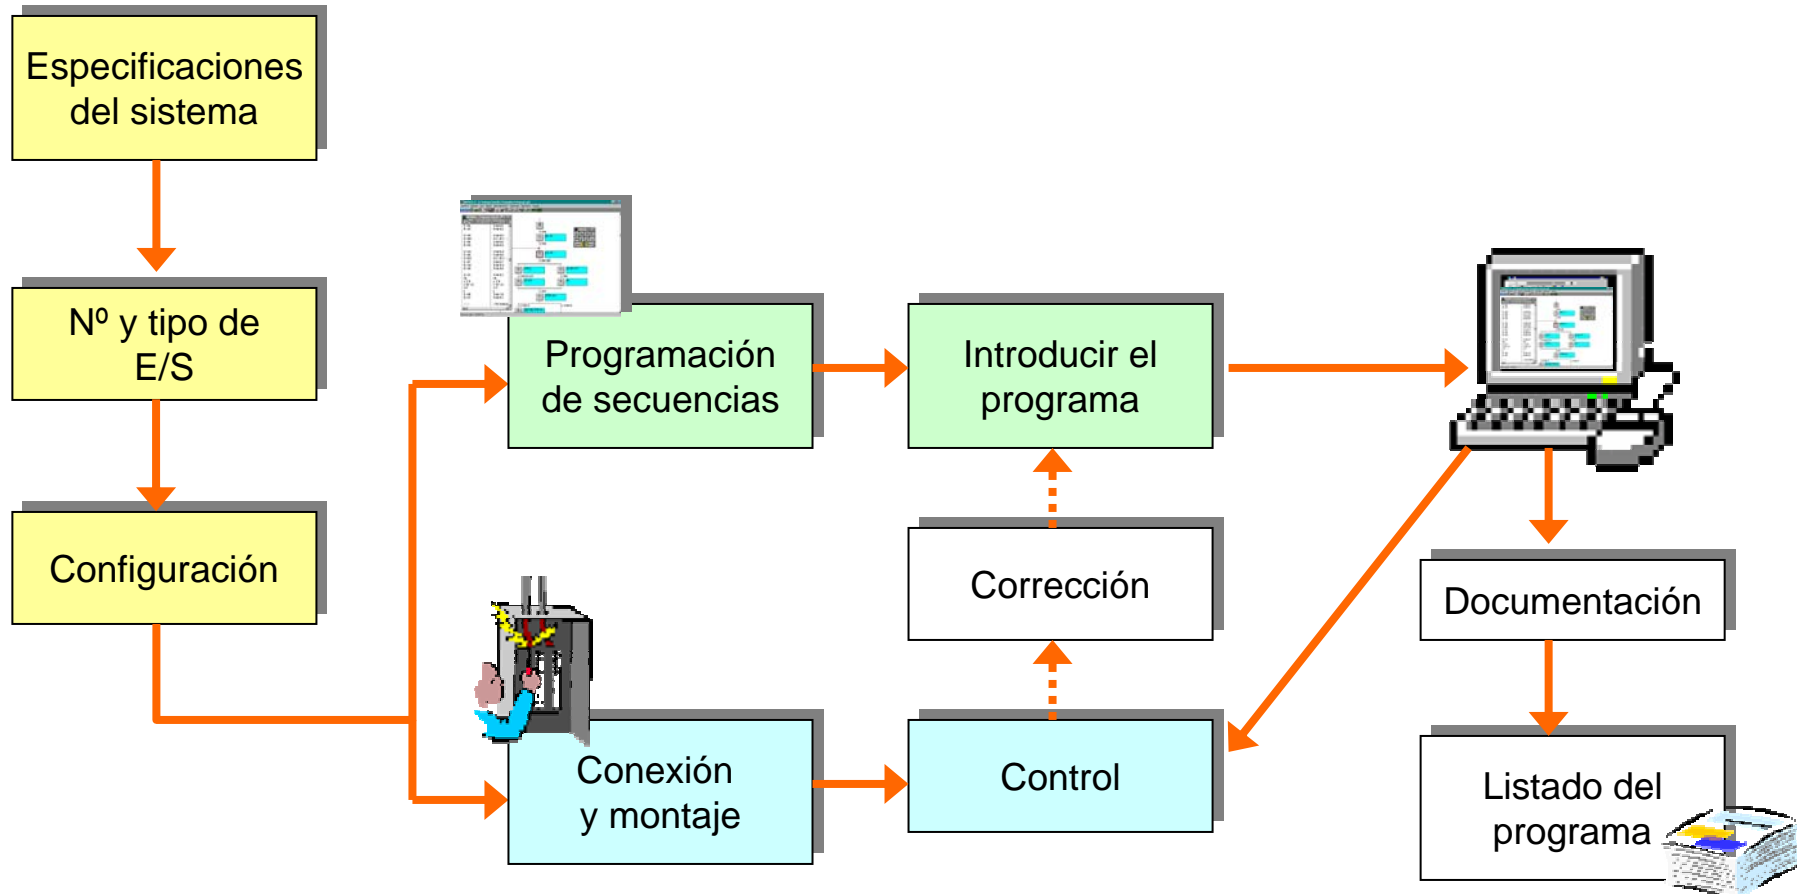 Especificaciones
del sistema
Nº y tipo de
E/S
Configuración
Programación
de secuencias
Introducir el
programa
Corrección
Conexión
y montaje
Control
Documentación
Listado del
programa